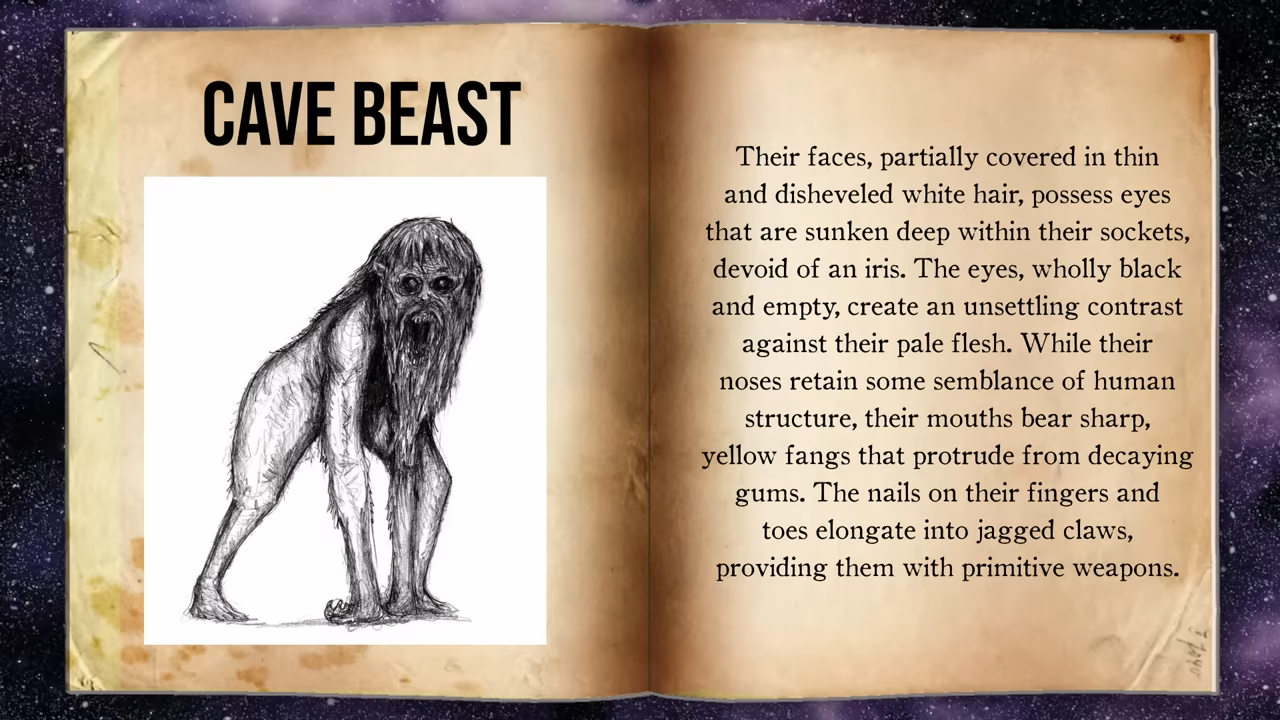 CAVE BEAST
Their faces, partially covered in thin
and disheveled white hair, possess eyes
that are sunken deep within their sockets,
devoid of an iris. The eyes, wholly black
and empty, create an unsettling contrast
against their pale flesh. While their
noses retain some semblance of human
structure, their mouths bear sharp,
yellow fangs that protrude from decaying
gums. The nails on their fingers and
toes elongate into jagged claws,
providing them with primitive weapons.